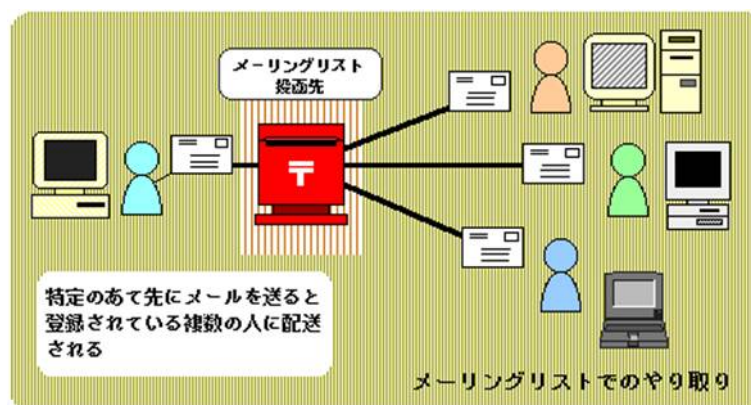 メーリングリスト
投函先
〒
特定のあて先にメールを送ると
登録されている複数の人に配送
される
メーリングリストでのやり取り